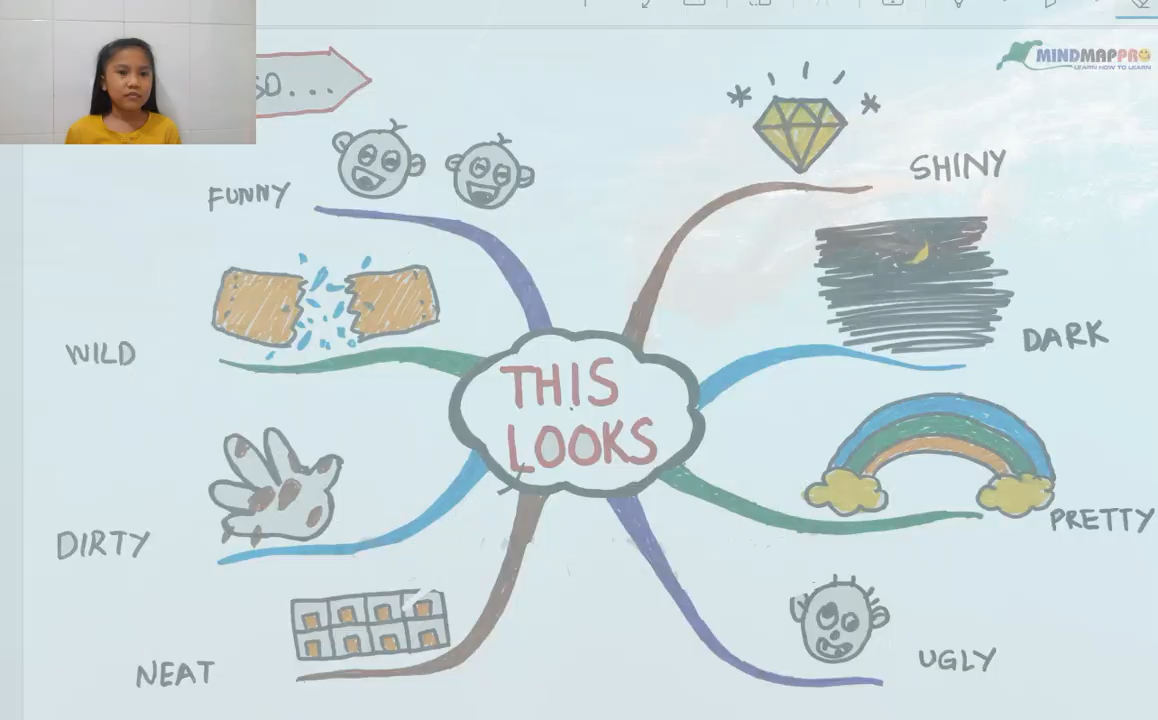 SO...
MINDMAPPRO
LEARN HOW TO LEARN
FUNNY
SHINY
WILD
DARK
THIS
LOOKS
DIRTY
PRETTY
NEAT
UGLY